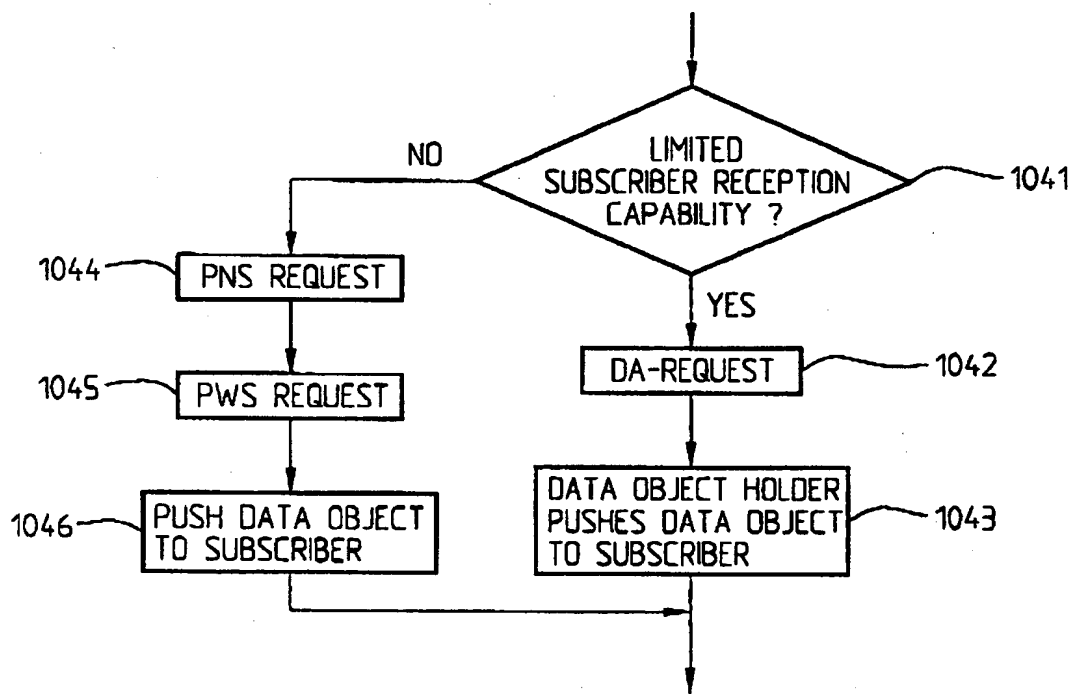 LIMITED
SUBSCRIBER RECEPTION
CAPABILITY ?
1041
NO
YES
1044
PNS REQUEST
1045
PWS REQUEST
1046
PUSH DATA OBJECT
TO SUBSCRIBER
DA-REQUEST
1042
DATA OBJECT HOLDER
PUSHES DATA OBJECT
TO SUBSCRIBER
1043